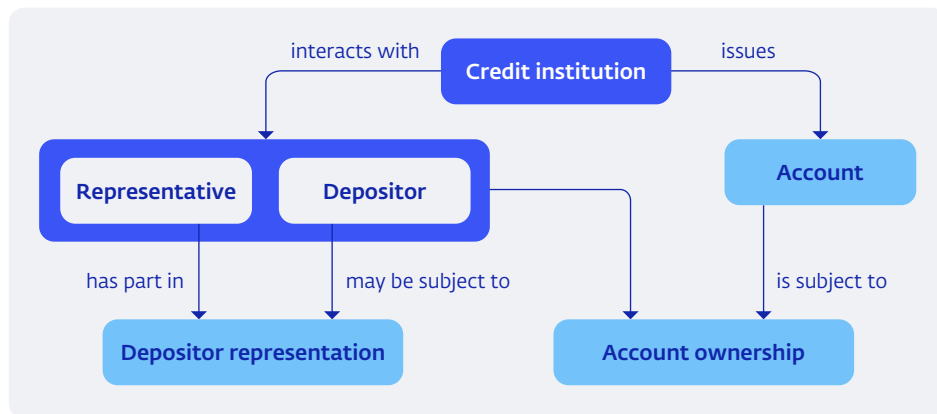 interacts with
Credit institution
issues
Representative
Depositor
Account
has part in
may be subject to
is subject to
Depositor representation
Account ownership